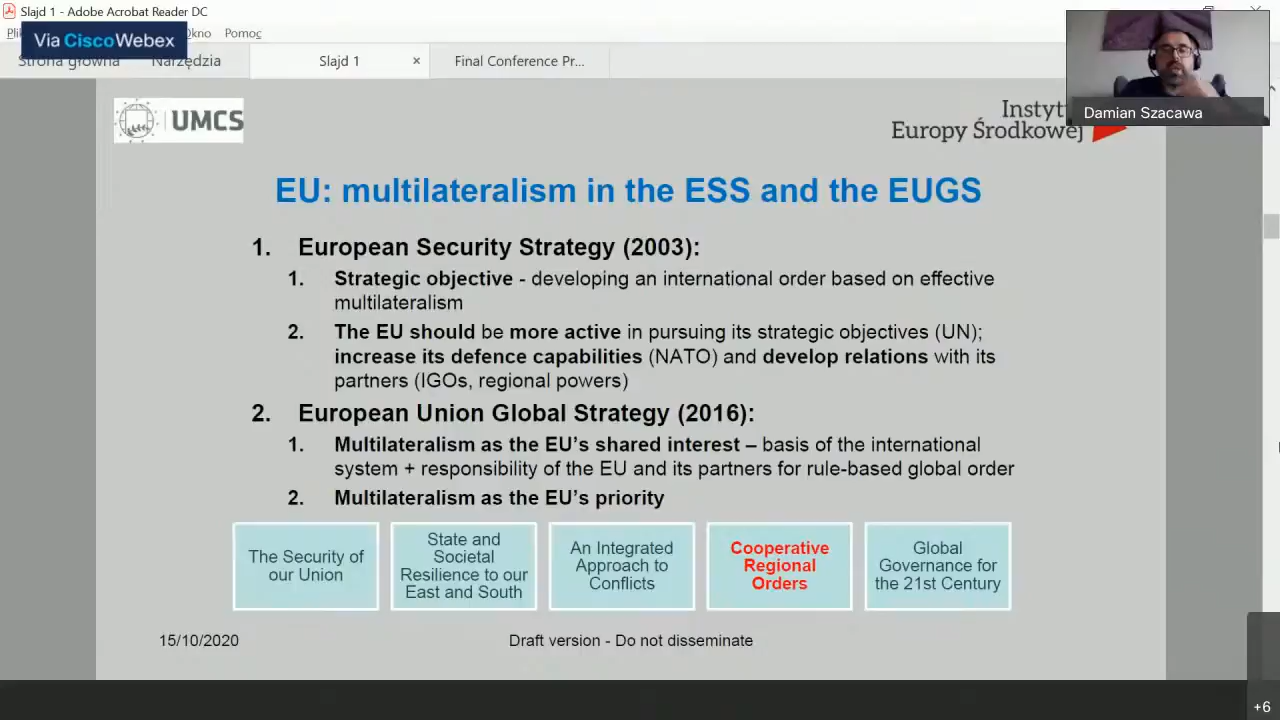 Slajd 1 - Adobe Acrobat Reader DC
Via CiscoWebex
Okno Pomoc
Strona główna Narzędzia Slajd 1 × Final Conference Pr...
Damian Szacawa
UMCS
Europy Środkowej
EU: multilateralism in the ESS and the EUGS
1. European Security Strategy (2003):
1. Strategic objective - developing an international order based on effective
multilateralism
2. The EU should be more active in pursuing its strategic objectives (UN);
increase its defence capabilities (NATO) and develop relations with its
partners (IGOs, regional powers)
2. European Union Global Strategy (2016):
1. Multilateralism as the EU's shared interest – basis of the international
system + responsibility of the EU and its partners for rule-based global order
2. Multilateralism as the EU's priority
The Security of
our Union
State and
Societal
Resilience to our
East and South
An Integrated
Approach to
Conflicts
Cooperative
Regional
Orders
Global
Governance for
the 21st Century
15/10/2020
Draft version - Do not disseminate
+6